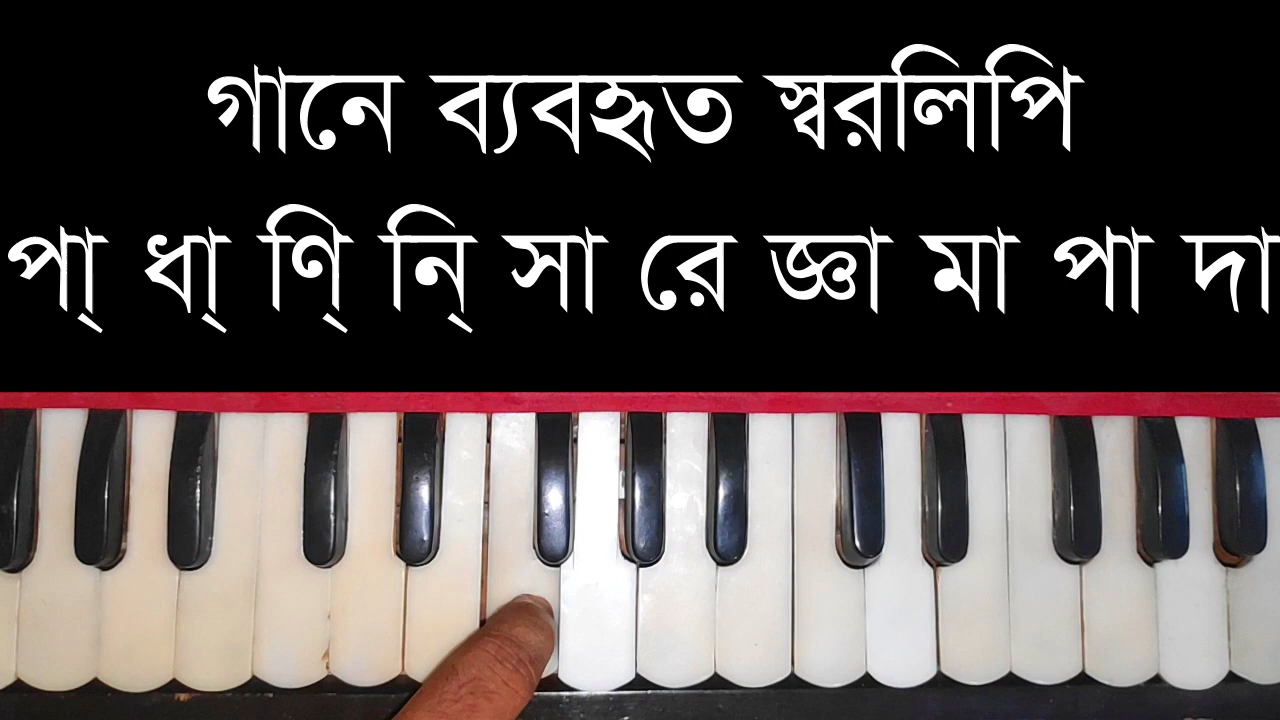 গানে ব্যবহৃত স্বরলিপি
পা্ ধা্ ণি্ নি্ সা রে জ্ঞা মা পা দা